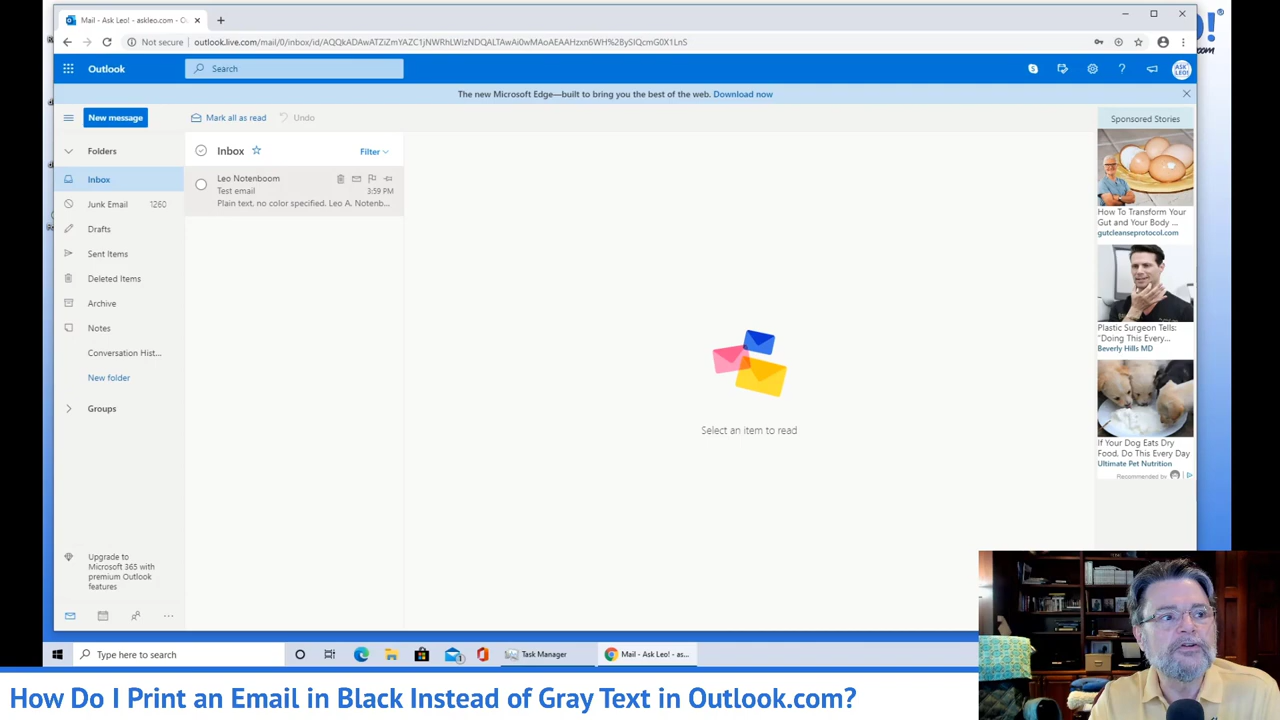 Mail - Ask Leo! - askleo.com - O
Not secure
outlook.live.com/mail/0/inbox/id/AQQkADAwATZiZmYAZC1jNWRhLWIzNDQALTAwAi0wMAoAEAAHzxn6WH%2BySIQcmG0X1LnS
Outlook
Search
ASK
LEO!
The new Microsoft Edge—built to bring you the best of the web. Download now
New message
Mark all as read
Undo
Folders
Inbox
Junk Email 1260
Drafts
Sent Items
Deleted Items
Archive
Notes
Conversation Hist...
New folder
Groups
Upgrade to
Microsoft 365 with
premium Outlook
features
Inbox
Filter
Leo Notenboom
Test email 3:59 PM
Plain text, no color specified. Leo A. Notenb...
Select an item to read
Sponsored Stories
How To Transform Your
Gut and Your Body ...
gutcleanseprotocol.com
Plastic Surgeon Tells:
"Doing This Every...
Beverly Hills MD
If Your Dog Eats Dry
Food, Do This Every Day
Ultimate Pet Nutrition
Recommended by
Type here to search
Task Manager
Mail - Ask Leo! - as...
How Do I Print an Email in Black Instead of Gray Text in Outlook.com?